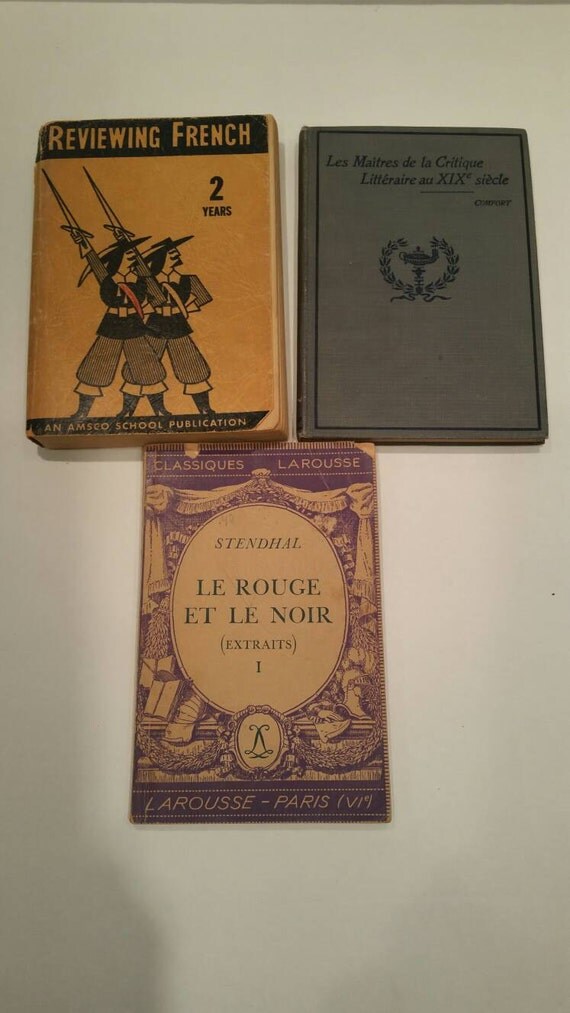 REVIEWING FRENCH
2
YEARS
AN AMSCO SCHOOL PUBLICATION
Les Maîtres de la Critique
Littéraire au XIXe siècle
COMFORT
CLASSIQUES LAROUSSE
STENDHAL
LE ROUGE
ET LE NOIR
(EXTRAITS)
I
L
LAROUSSE – PARIS (VIe)